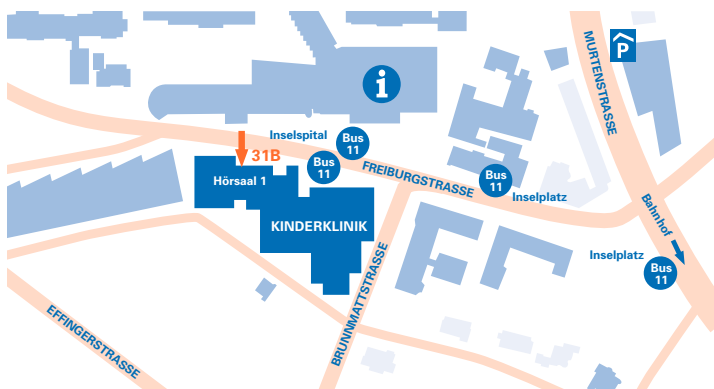 MURTENSTRASSE
P
i
Inselspital
Bus
11
31B
Bus
11
FREIBURGSTRASSE
Hörsaal 1
Bus
11
Inselplatz
Bahnhof
KINDERKLINIK
Inselplatz
Bus
11
BRUNNMATTSTRASSE
EFFINGERSTRASSE